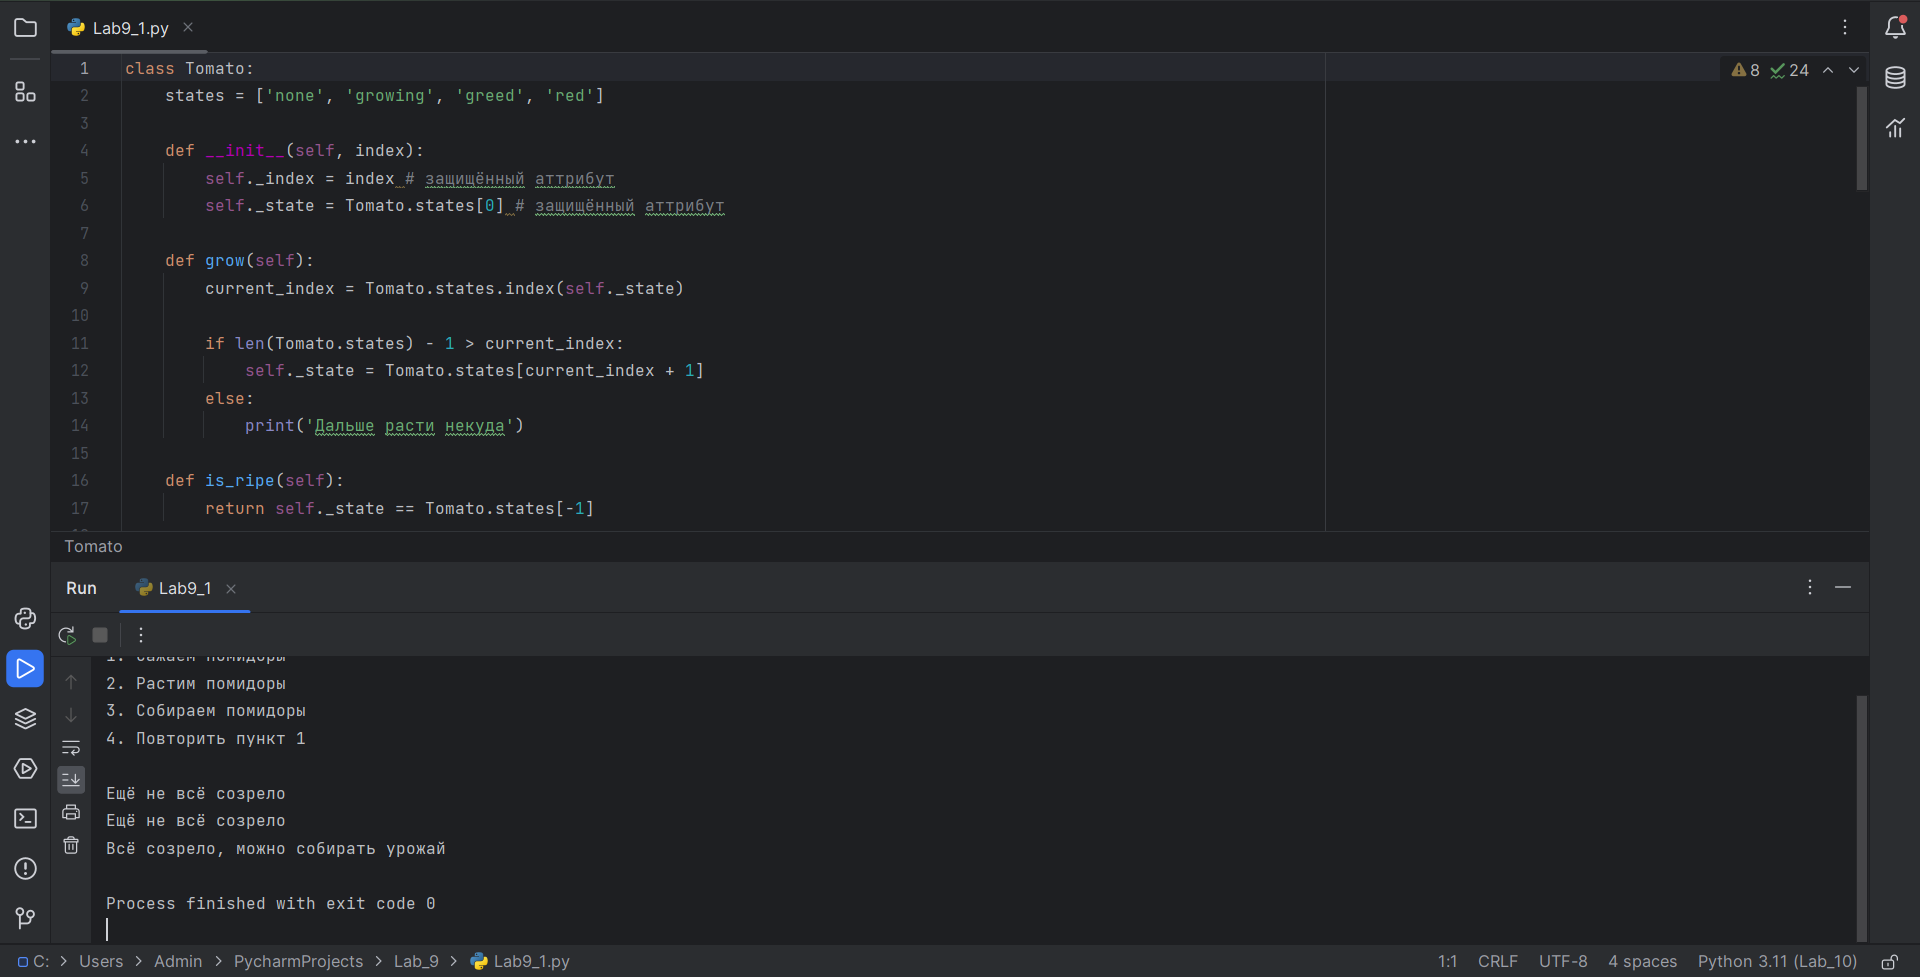 Lab9_1.py
1 class Tomato:
8 24
2 states = ['none', 'growing', 'greed', 'red']
3
4 def __init__(self, index):
5 self._index = index # защищённый аттрибут
6 self._state = Tomato.states[0] # защищённый аттрибут
7
8 def grow(self):
9 current_index = Tomato.states.index(self._state)
10
11 if len(Tomato.states) - 1 > current_index:
12 self._state = Tomato.states[current_index + 1]
13 else:
14 print('Дальше расти некуда')
15
16 def is_ripe(self):
17 return self._state == Tomato.states[-1]
Tomato
Run Lab9_1
1. Сажаем помидоры
2. Растим помидоры
3. Собираем помидоры
4. Повторить пункт 1
Ещё не всё созрело
Ещё не всё созрело
Всё созрело, можно собирать урожай
Process finished with exit code 0
C: > Users > Admin > PycharmProjects > Lab_9 > Lab9_1.py
1:1 CRLF UTF-8 4 spaces Python 3.11 (Lab_10)